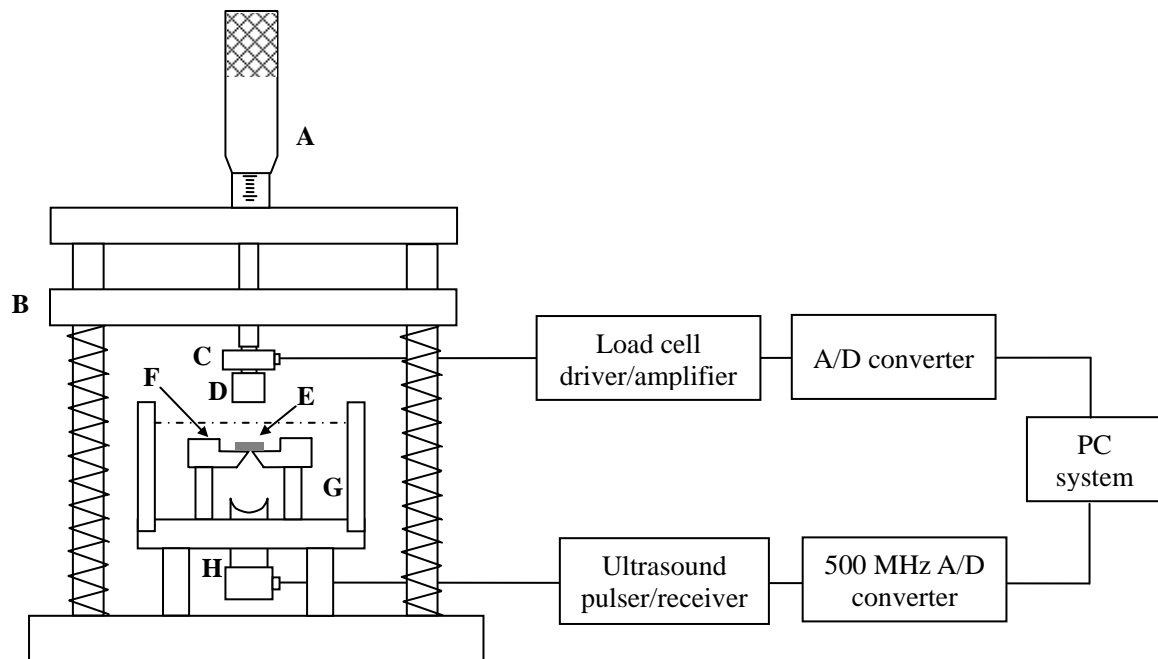 A
B
C
Load cell
driver/amplifier
A/D converter
F
D
E
PC
system
G
H
Ultrasound
pulser/receiver
500 MHz A/D
converter